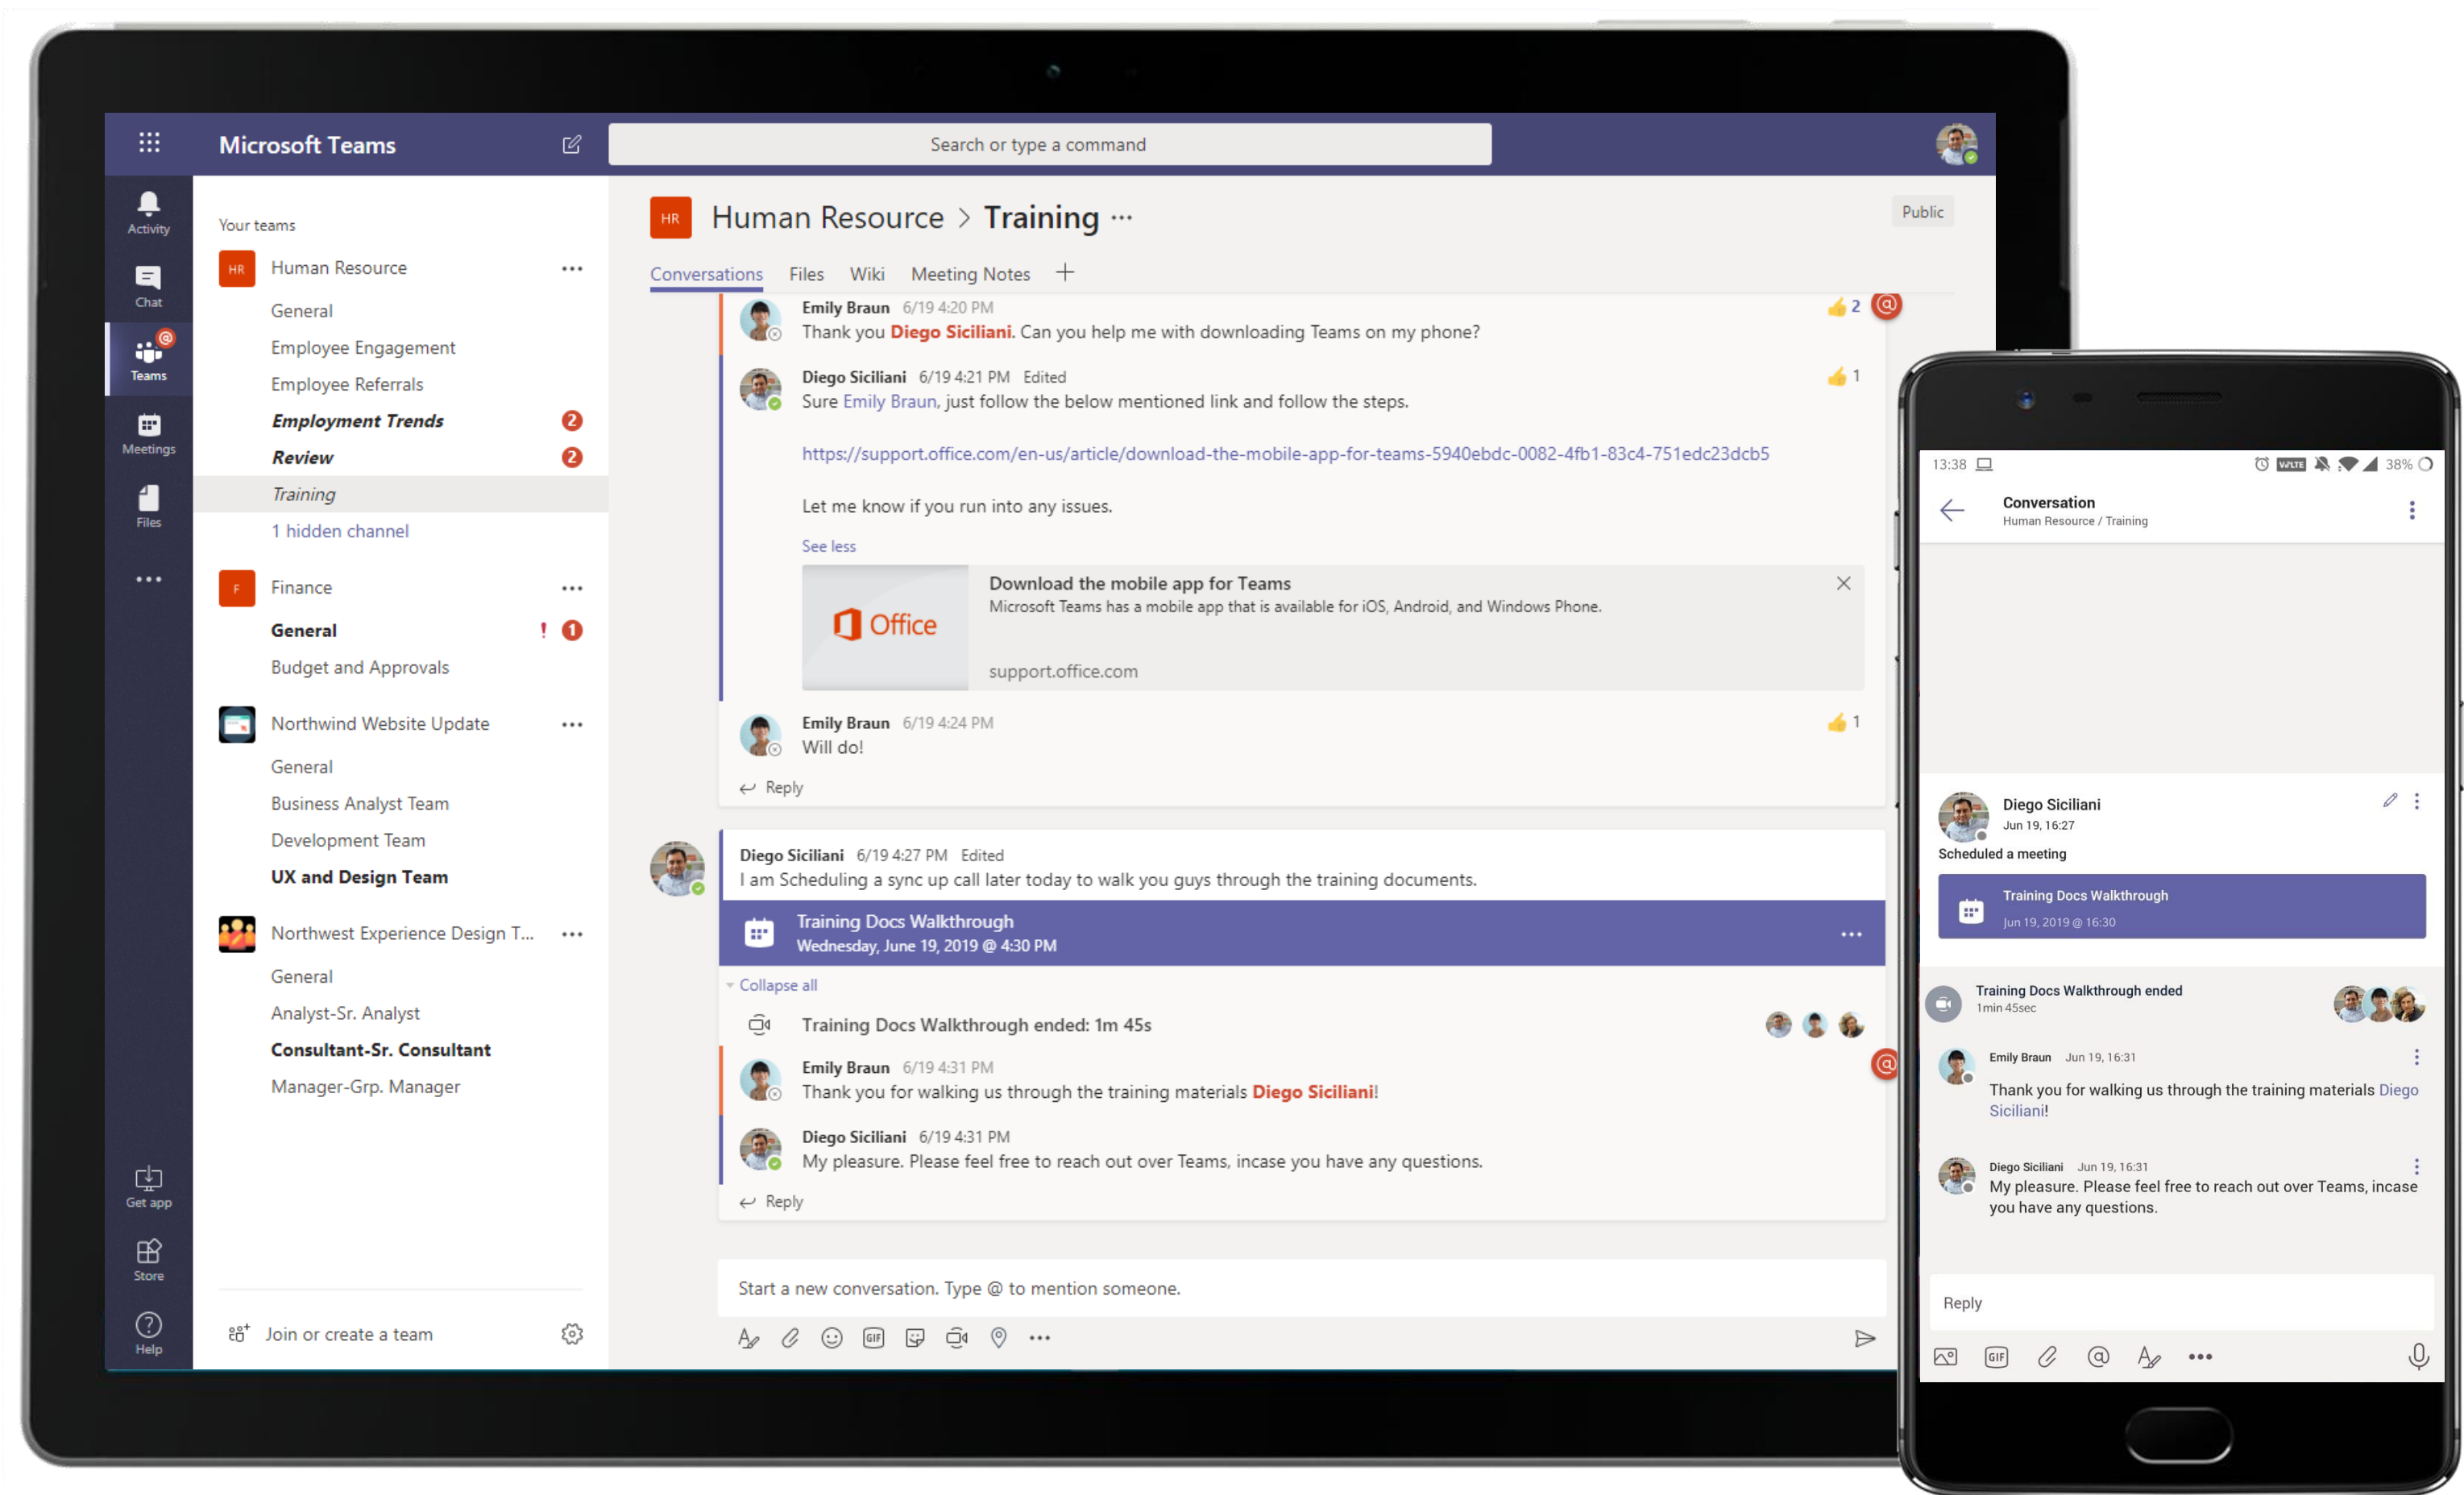 Microsoft Teams
Search or type a command
Activity
Chat
@
Teams
Meetings
Files
Get app
Store
Help
Your teams
HR Human Resource
General
Employee Engagement
Employee Referrals
Employment Trends 2
Review 2
Training
1 hidden channel
F Finance
General ! 1
Budget and Approvals
Northwind Website Update
General
Business Analyst Team
Development Team
UX and Design Team
Northwest Experience Design T...
General
Analyst-Sr. Analyst
Consultant-Sr. Consultant
Manager-Grp. Manager
Join or create a team
HR Human Resource > Training ...
Public
Conversations Files Wiki Meeting Notes +
Emily Braun 6/19 4:20 PM 2 @
Thank you Diego Siciliani. Can you help me with downloading Teams on my phone?
Diego Siciliani 6/19 4:21 PM Edited 1
Sure Emily Braun, just follow the below mentioned link and follow the steps.
https://support.office.com/en-us/article/download-the-mobile-app-for-teams-5940ebdc-0082-4fb1-83c4-751edc23dcb5
Let me know if you run into any issues.
See less
Office
Download the mobile app for Teams
Microsoft Teams has a mobile app that is available for iOS, Android, and Windows Phone.
support.office.com
Emily Braun 6/19 4:24 PM 1
Will do!
Reply
Diego Siciliani 6/19 4:27 PM Edited
I am Scheduling a sync up call later today to walk you guys through the training documents.
Training Docs Walkthrough
Wednesday, June 19, 2019 @ 4:30 PM
Collapse all
Training Docs Walkthrough ended: 1m 45s
Emily Braun 6/19 4:31 PM @
Thank you for walking us through the training materials Diego Siciliani!
Diego Siciliani 6/19 4:31 PM
My pleasure. Please feel free to reach out over Teams, incase you have any questions.
Reply
Start a new conversation. Type @ to mention someone.
GIF
13:38 VoLTE 38%
Conversation
Human Resource / Training
Diego Siciliani
Jun 19, 16:27
Scheduled a meeting
Training Docs Walkthrough
Jun 19, 2019 @ 16:30
Training Docs Walkthrough ended
1min 45sec
Emily Braun Jun 19, 16:31
Thank you for walking us through the training materials Diego
Siciliani!
Diego Siciliani Jun 19, 16:31
My pleasure. Please feel free to reach out over Teams, incase
you have any questions.
Reply
GIF @